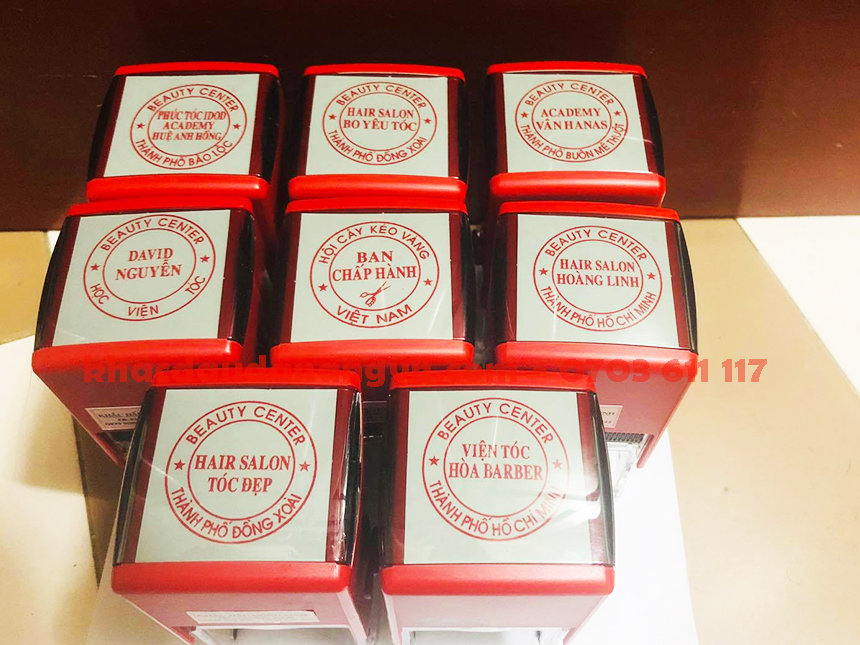 BEAUTY CENTER
PHÚC TÓC IDOD
ACADEMY
HUỆ ANH HỒNG
THÀNH PHỐ BẢO LỘC
BEAUTY CENTER
HAIR SALON
BO YÊU TÓC
THÀNH PHỐ ĐỒNG XOÀI
BEAUTY CENTER
ACADEMY
VÂN HANAS
THÀNH PHỐ BUÔN MÊ THUỘT
BEAUTY CENTER
DAVID
NGUYỄN
HỌC VIỆN TÓC
HỘI CÂY KÉO VÀNG
BAN
CHẤP HÀNH
VIỆT NAM
BEAUTY CENTER
HAIR SALON
HOÀNG LINH
THÀNH PHỐ HỒ CHÍ MINH
0703 611 117
BEAUTY CENTER
HAIR SALON
TÓC ĐẸP
THÀNH PHỐ ĐỒNG XOÀI
BEAUTY CENTER
VIỆN TÓC
HÒA BARBER
THÀNH PHỐ HỒ CHÍ MINH